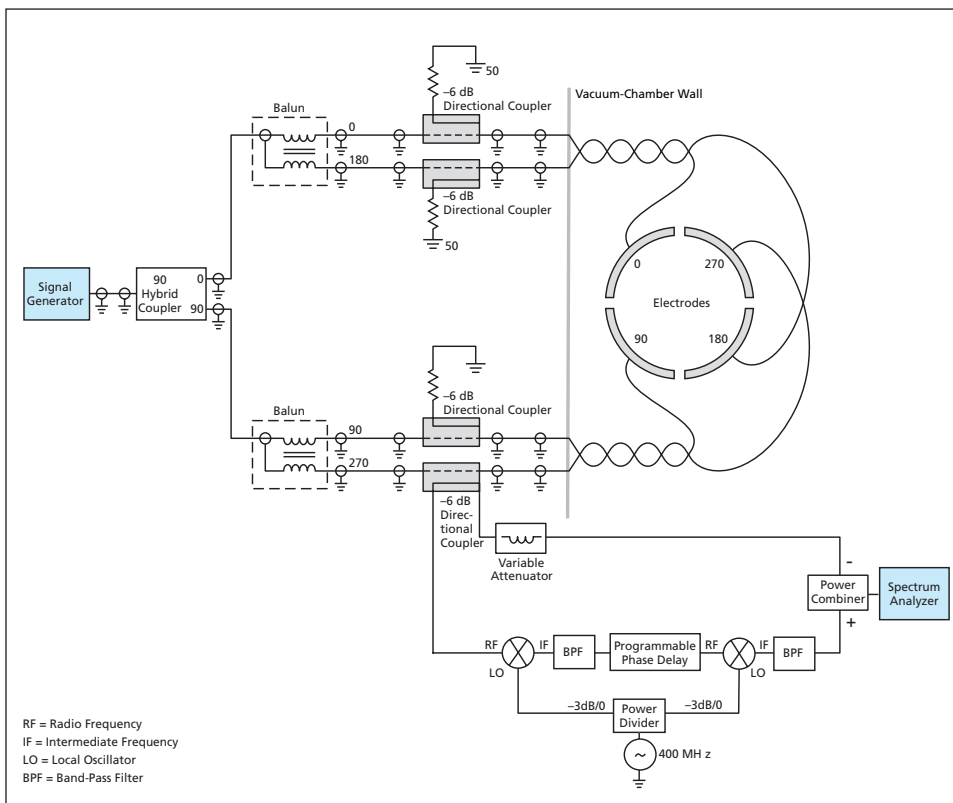 50
–6 dB
Directional Coupler
Vacuum-Chamber Wall
Balun
0
180
–6 dB
Directional Coupler
50
Signal
Generator
90
Hybrid
Coupler
0
90
0
270
Electrodes
90
180
–6 dB
Directional Coupler
Balun
90
270
–6 dB
Direc-
tional
Coupler
Variable
Attenuator
-
Power
Combiner
+
Spectrum
Analyzer
RF
IF
LO
BPF
Programmable
Phase Delay
RF
IF
LO
BPF
–3dB/0
Power
Divider
–3dB/0
~
400 MH z
RF = Radio Frequency
IF = Intermediate Frequency
LO = Local Oscillator
BPF = Band-Pass Filter